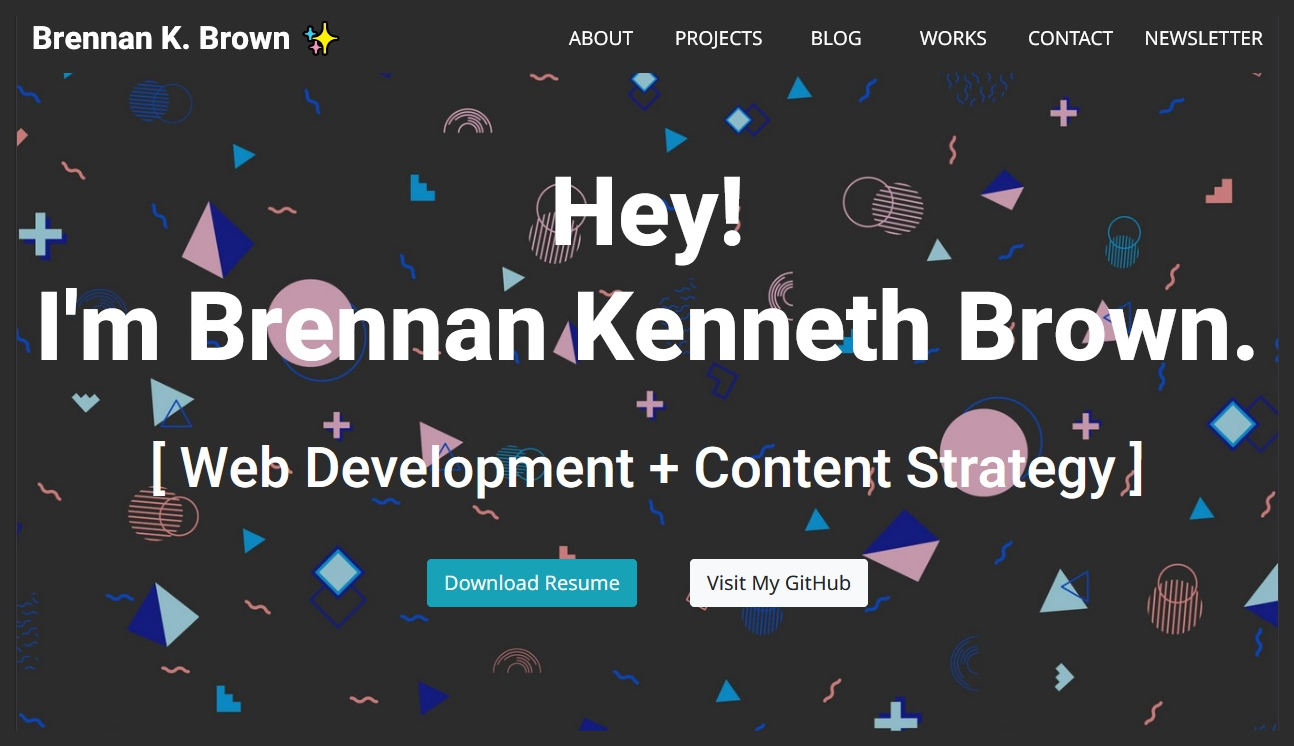 Brennan K. Brown ✨
ABOUT PROJECTS BLOG WORKS CONTACT NEWSLETTER
Hey!
I'm Brennan Kenneth Brown.
[ Web Development + Content Strategy ]
Download Resume Visit My GitHub